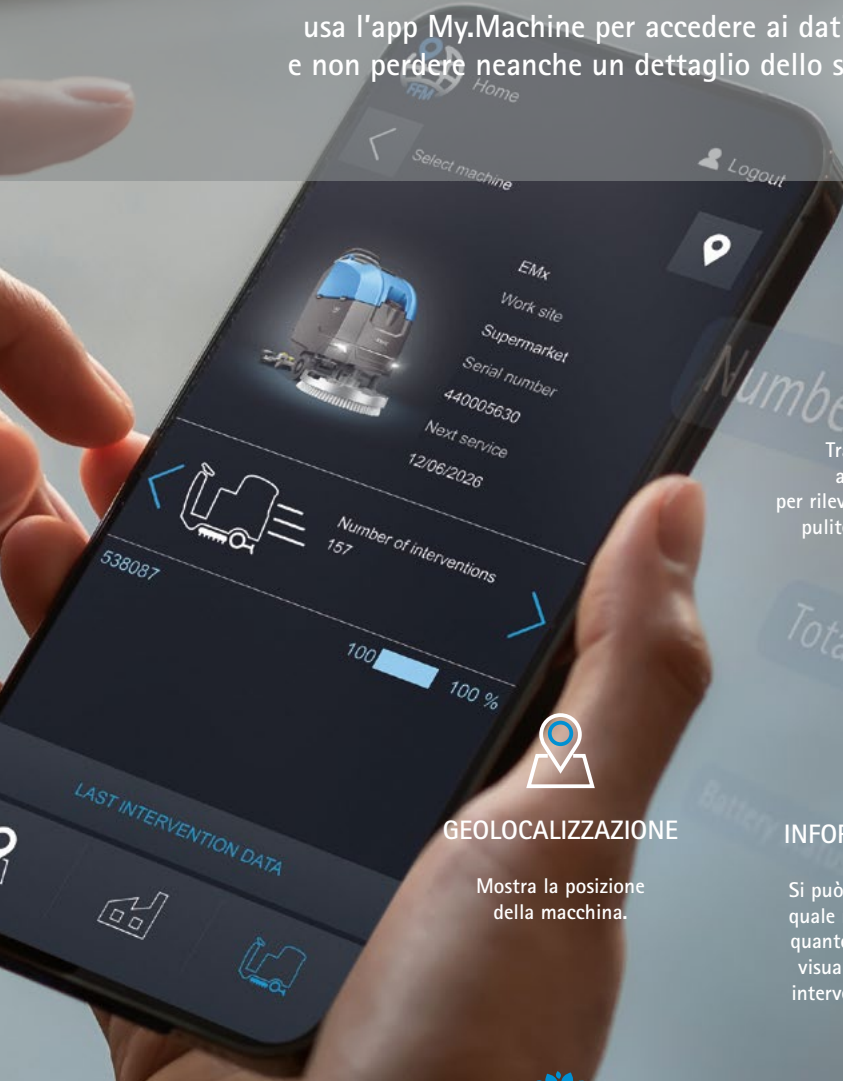 usa l'app My.Machine per accedere ai dat
e non perdere neanche un dettaglio dello s
FFM
Home
Select machine
Logout
EMx
Work site
Supermarket
Serial number
440005630
Next service
12/06/2026
Number of interventions
157
538087
100
100 %
LAST INTERVENTION DATA
Numbe
Tra
a
per rilev
pulito
Tota
Battery
GEOLOCALIZZAZIONE
Mostra la posizione
della macchina.
INFOR
Si può
quale
quanto
visua
interv